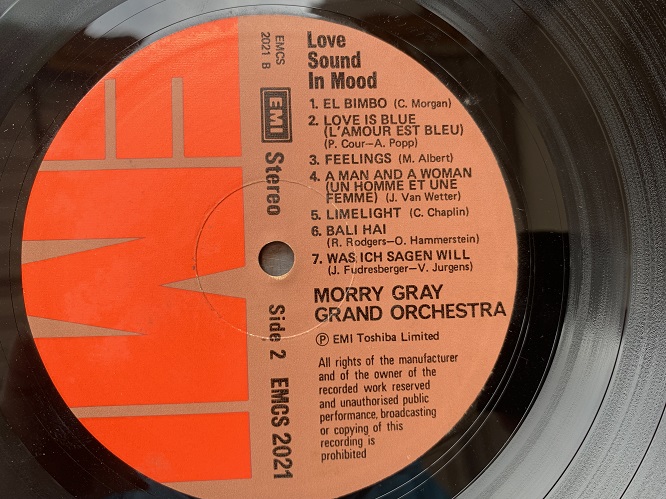 Love
Sound
In Mood
1. EL BIMBO (C. Morgan)
2. LOVE IS BLUE
(L'AMOUR EST BLEU)
(P. Cour–A. Popp)
3. FEELINGS (M. Albert)
4. A MAN AND A WOMAN
(UN HOMME ET UNE
FEMME) (J. Van Wetter)
5. LIMELIGHT (C. Chaplin)
6. BALI HAI
(R. Rodgers–O. Hammerstein)
7. WAS ICH SAGEN WILL
(J. Fudresberger–V. Jurgens)
MORRY GRAY
GRAND ORCHESTRA
℗ EMI Toshiba Limited
All rights of the manufacturer
and of the owner of the
recorded work reserved
and unauthorised public
performance, broadcasting
or copying of this
recording is
prohibited
EMCS
2021 B
EMI Stereo Side 2 EMCS 2021
EMI